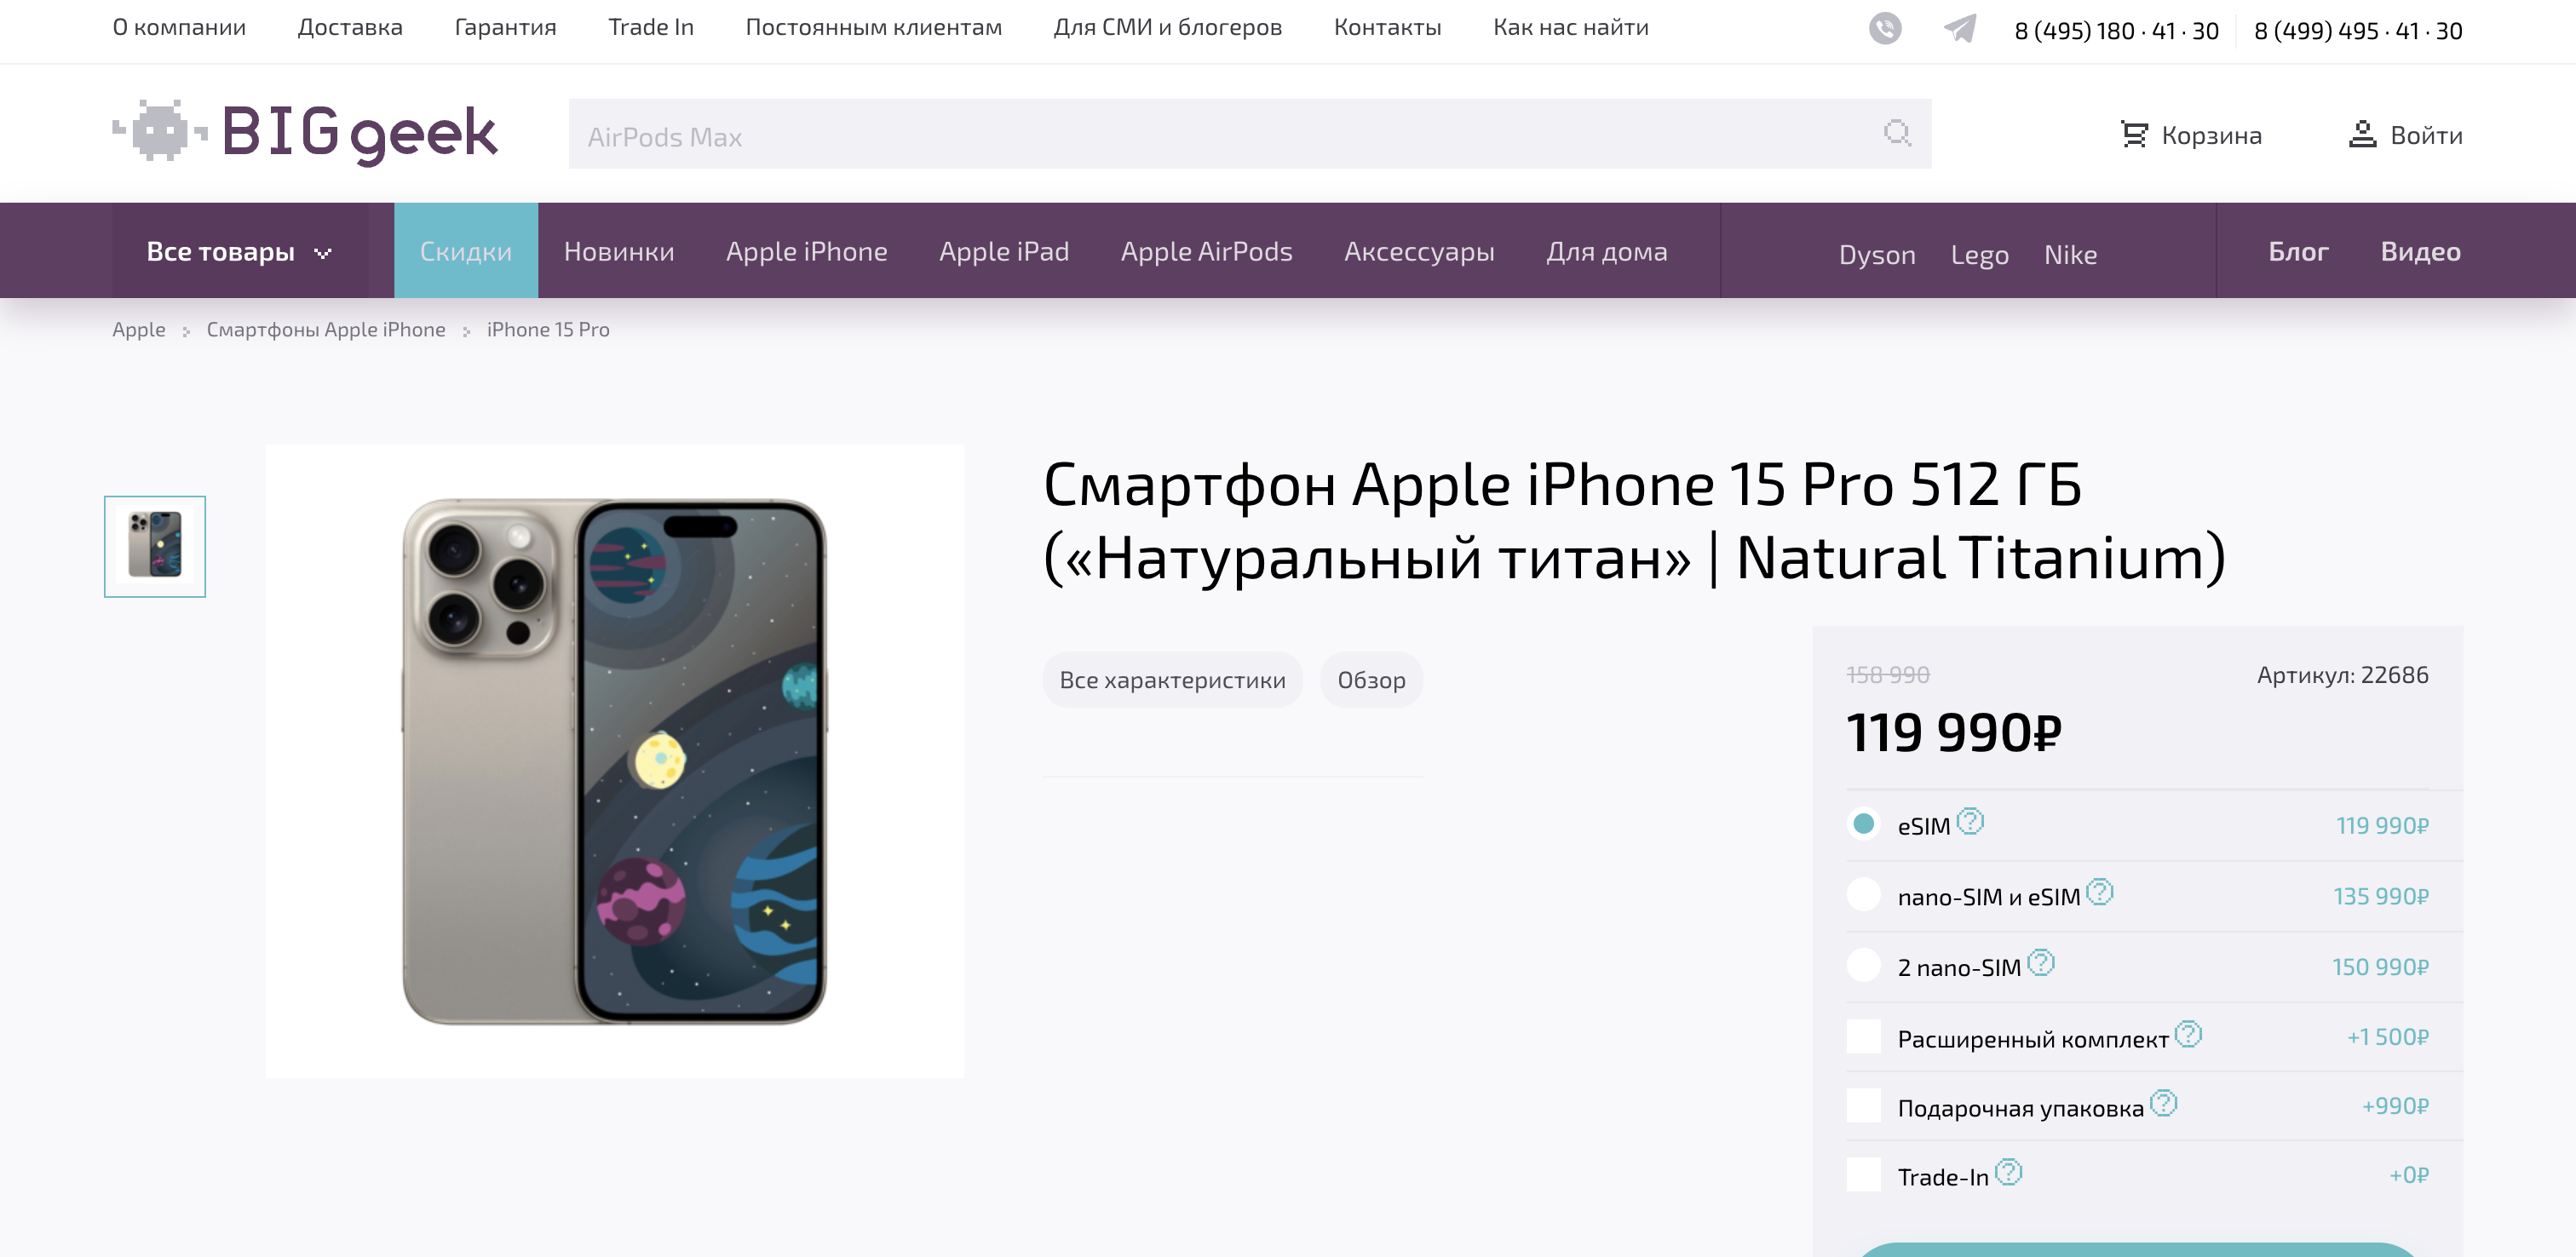 О компании Доставка Гарантия Trade In Постоянным клиентам Для СМИ и блогеров Контакты Как нас найти 8 (495) 180 · 41 · 30 8 (499) 495 · 41 · 30
BIG geek AirPods Max Корзина Войти
Все товары Скидки Новинки Apple iPhone Apple iPad Apple AirPods Аксессуары Для дома Dyson Lego Nike Блог Видео
Apple Смартфоны Apple iPhone iPhone 15 Pro
Смартфон Apple iPhone 15 Pro 512 ГБ
(«Натуральный титан» | Natural Titanium)
Все характеристики Обзор
158 990 Артикул: 22686
119 990₽
eSIM ? 119 990₽
nano-SIM и eSIM ? 135 990₽
2 nano-SIM ? 150 990₽
Расширенный комплект ? +1 500₽
Подарочная упаковка ? +990₽
Trade-In ? +0₽